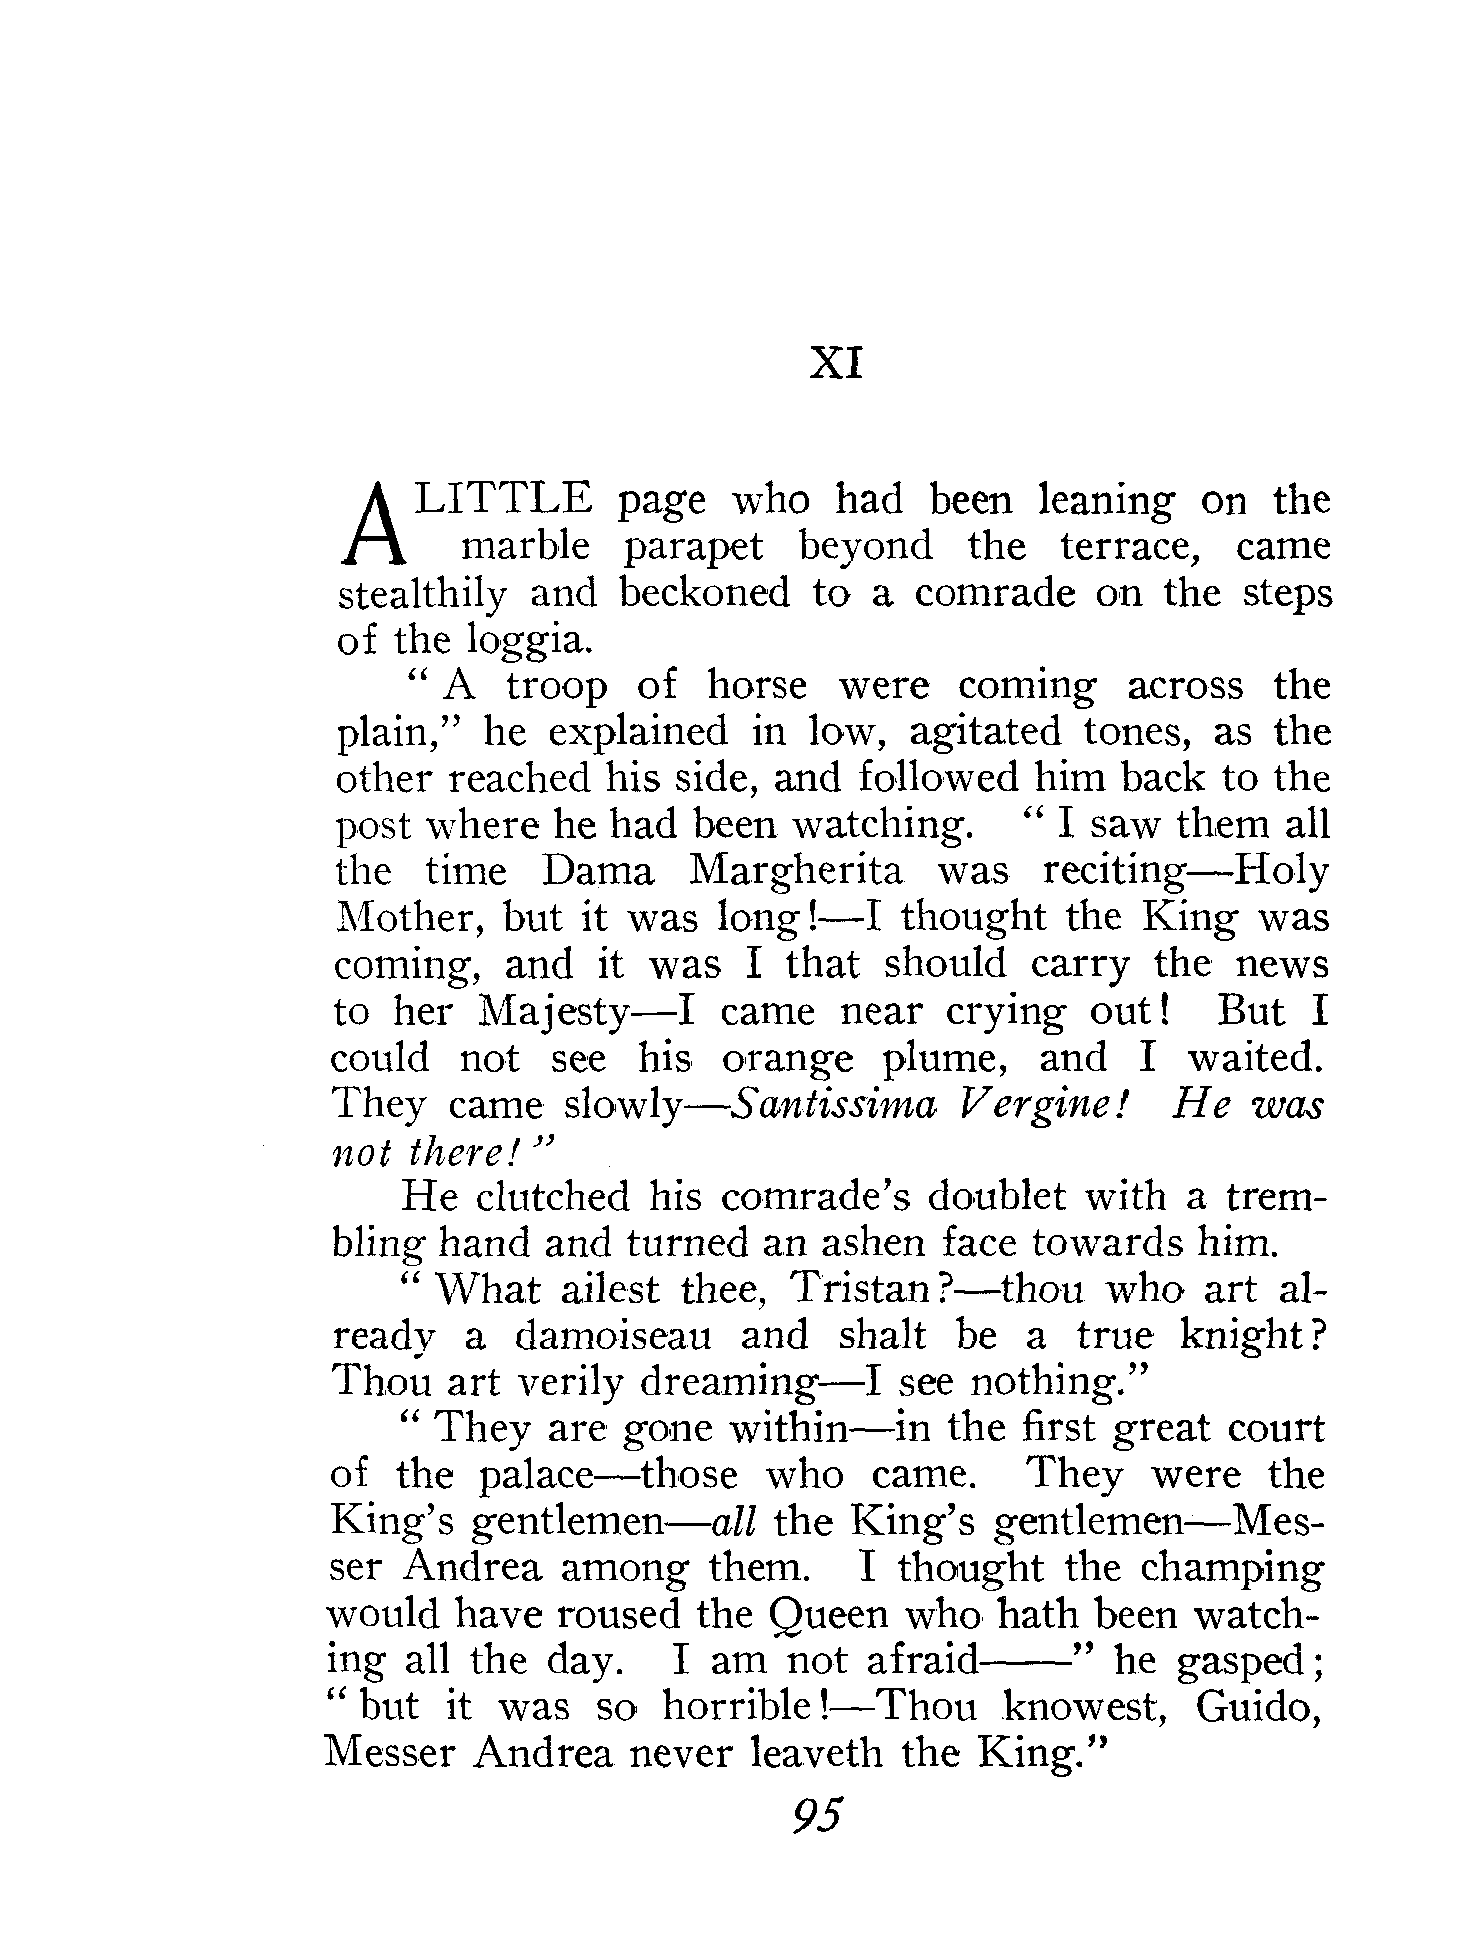 XI
A LITTLE page who had been leaning on the
marble parapet beyond the terrace, came
stealthily and beckoned to a comrade on the steps
of the loggia.
“ A troop of horse were coming across the
plain,” he explained in low, agitated tones, as the
other reached his side, and followed him back to the
post where he had been watching. “ I saw them all
the time Dama Margherita was reciting—Holy
Mother, but it was long!—I thought the King was
coming, and it was I that should carry the news
to her Majesty—I came near crying out! But I
could not see his orange plume, and I waited.
They came slowly—Santissima Vergine! He was
not there! ”
He clutched his comrade’s doublet with a trem-
bling hand and turned an ashen face towards him.
“ What ailest thee, Tristan?—thou who art al-
ready a damoiseau and shalt be a true knight?
Thou art verily dreaming—I see nothing.”
“ They are gone within—in the first great court
of the palace—those who came. They were the
King’s gentlemen—all the King’s gentlemen—Mes-
ser Andrea among them. I thought the champing
would have roused the Queen who hath been watch-
ing all the day. I am not afraid——” he gasped;
“ but it was so horrible!—Thou knowest, Guido,
Messer Andrea never leaveth the King.”
95